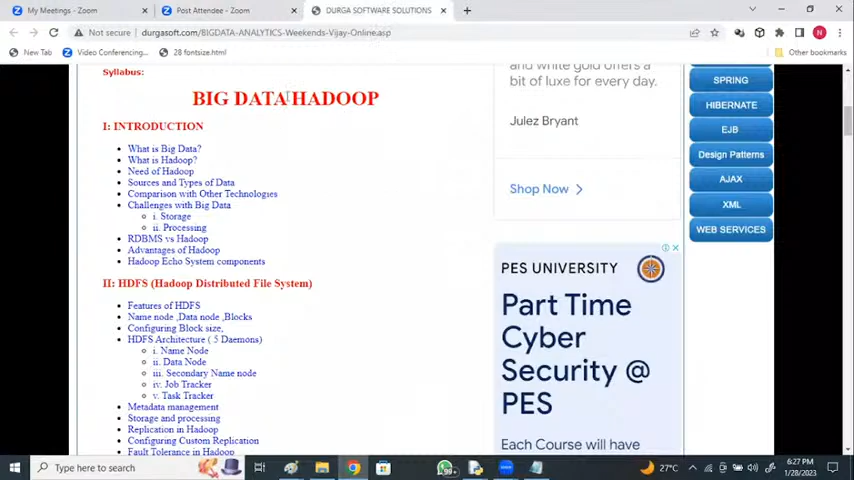 My Meetings - Zoom
Post Attendee - Zoom
DURGA SOFTWARE SOLUTIONS
Not secure
durgasoft.com/BIGDATA-ANALYTICS-Weekends-Vijay-Online.asp
New Tab
Video Conferencing,...
28 fontsize.html
Other bookmarks
Syllabus:
BIG DATA HADOOP
I: INTRODUCTION
What is Big Data?
What is Hadoop?
Need of Hadoop
Sources and Types of Data
Comparison with Other Technologies
Challenges with Big Data
i. Storage
ii. Processing
RDBMS vs Hadoop
Advantages of Hadoop
Hadoop Echo System components
II: HDFS (Hadoop Distributed File System)
Features of HDFS
Name node ,Data node ,Blocks
Configuring Block size,
HDFS Architecture ( 5 Daemons)
i. Name Node
ii. Data Node
iii. Secondary Name node
iv. Job Tracker
v. Task Tracker
Metadata management
Storage and processing
Replication in Hadoop
Configuring Custom Replication
Fault Tolerance in Hadoop
and white gold offers a
bit of luxe for every day.
Julez Bryant
Shop Now
PES UNIVERSITY
Part Time
Cyber
Security @
PES
Each Course will have
SPRING
HIBERNATE
EJB
Design Patterns
AJAX
XML
WEB SERVICES
N
Type here to search
99+
27°C
6:27 PM
1/28/2023